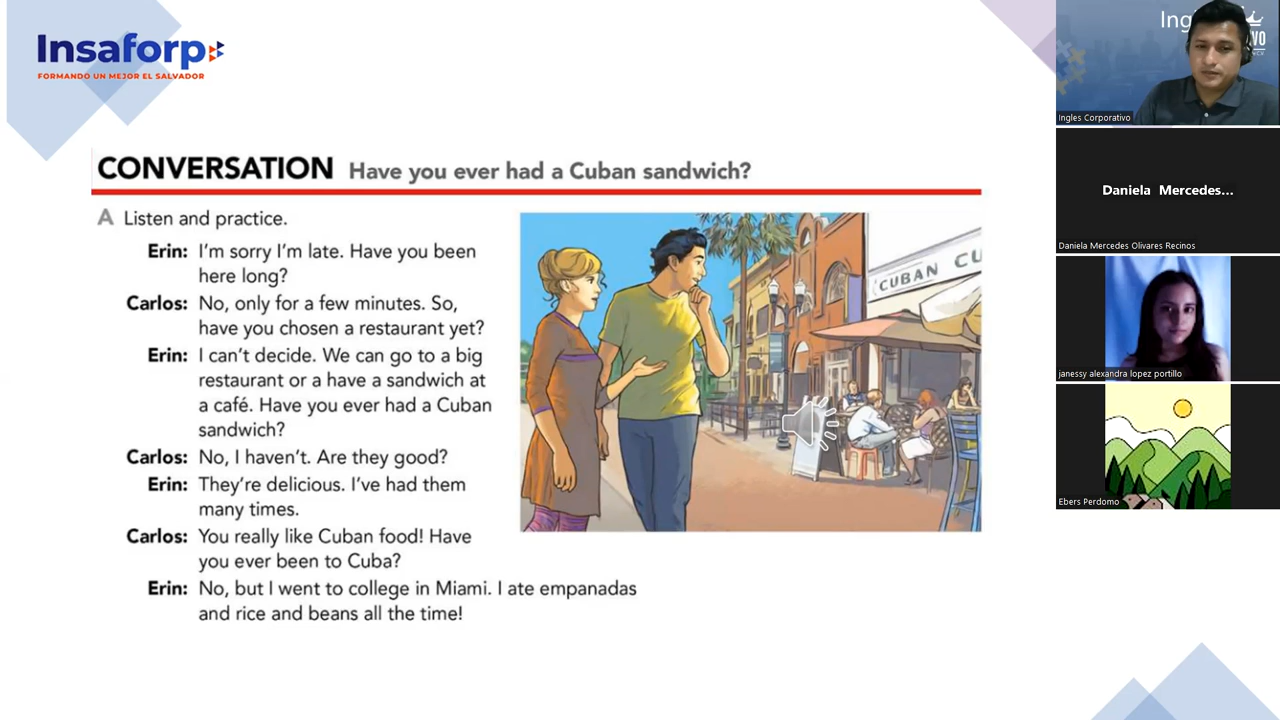 Insaforp
FORMANDO UN MEJOR EL SALVADOR
CONVERSATION Have you ever had a Cuban sandwich?
A Listen and practice.
Erin: I'm sorry I'm late. Have you been
here long?
Carlos: No, only for a few minutes. So,
have you chosen a restaurant yet?
Erin: I can't decide. We can go to a big
restaurant or a have a sandwich at
a café. Have you ever had a Cuban
sandwich?
Carlos: No, I haven't. Are they good?
Erin: They're delicious. I've had them
many times.
Carlos: You really like Cuban food! Have
you ever been to Cuba?
Erin: No, but I went to college in Miami. I ate empanadas
and rice and beans all the time!
CUBAN CU
Ingles Corporativo
Daniela Mercedes...
Daniela Mercedes Olivares Recinos
janessy alexandra lopez portillo
Ebers Perdomo